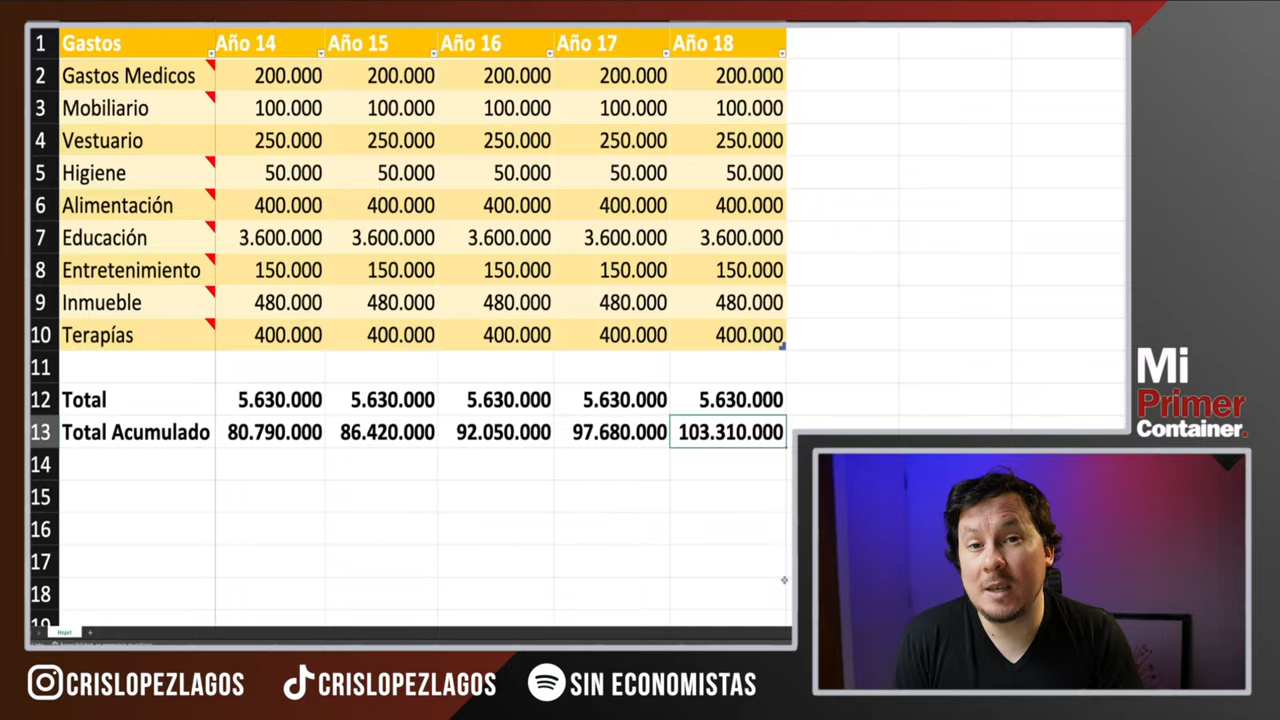 1 Gastos Año 14 Año 15 Año 16 Año 17 Año 18
2 Gastos Medicos 200.000 200.000 200.000 200.000 200.000
3 Mobiliario 100.000 100.000 100.000 100.000 100.000
4 Vestuario 250.000 250.000 250.000 250.000 250.000
5 Higiene 50.000 50.000 50.000 50.000 50.000
6 Alimentación 400.000 400.000 400.000 400.000 400.000
7 Educación 3.600.000 3.600.000 3.600.000 3.600.000 3.600.000
8 Entretenimiento 150.000 150.000 150.000 150.000 150.000
9 Inmueble 480.000 480.000 480.000 480.000 480.000
10 Terapías 400.000 400.000 400.000 400.000 400.000
11
12 Total 5.630.000 5.630.000 5.630.000 5.630.000 5.630.000
13 Total Acumulado 80.790.000 86.420.000 92.050.000 97.680.000 103.310.000
14
15
16
17
18
19
Mi
Primer
Container.
CRISLOPEZLAGOS CRISLOPEZLAGOS SIN ECONOMISTAS